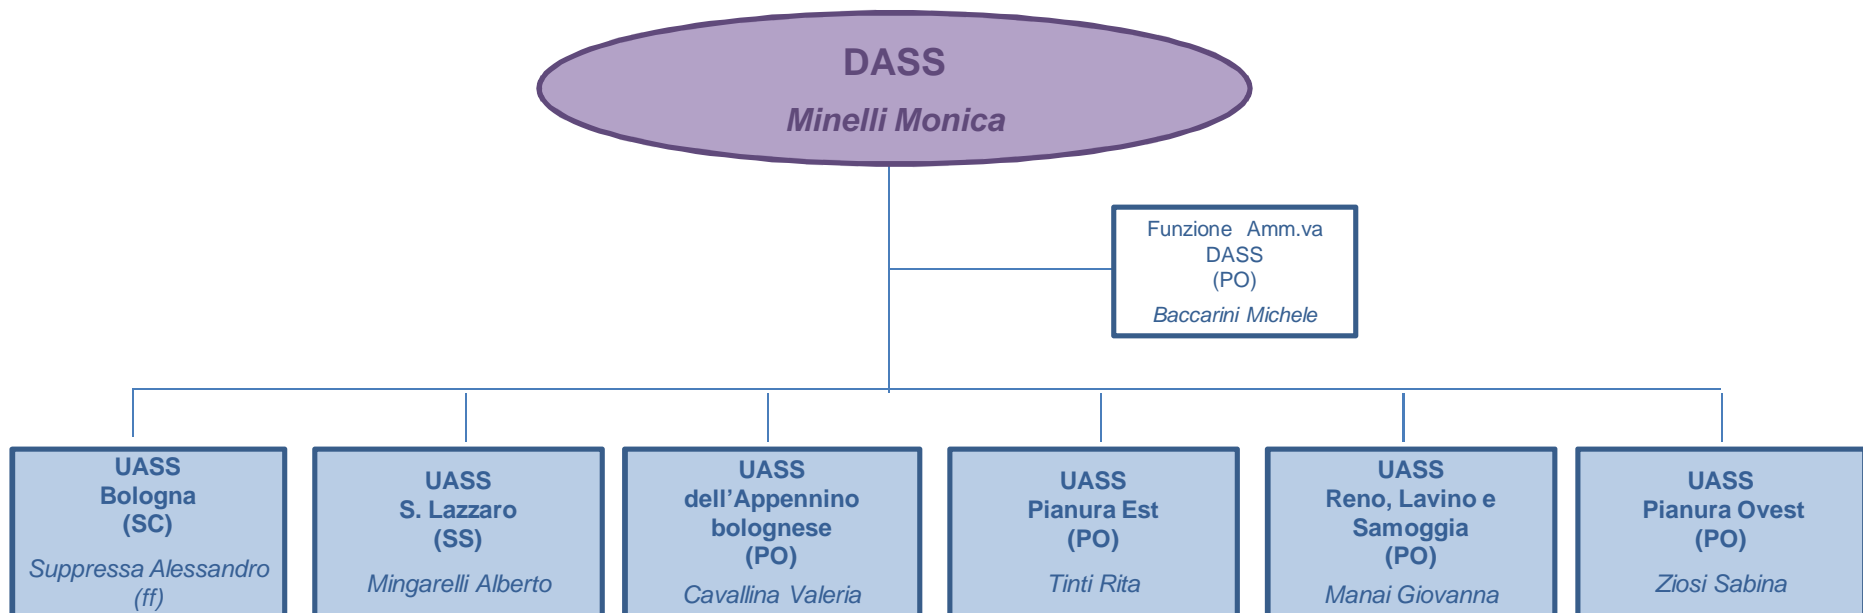 DASS
Minelli Monica
Funzione Amm.va
DASS
(PO)
Baccarini Michele
UASS
Bologna
(SC)
Suppressa Alessandro
(ff)
UASS
S. Lazzaro
(SS)
Mingarelli Alberto
UASS
dell’Appennino
bolognese
(PO)
Cavallina Valeria
UASS
Pianura Est
(PO)
Tinti Rita
UASS
Reno, Lavino e
Samoggia
(PO)
Manai Giovanna
UASS
Pianura Ovest
(PO)
Ziosi Sabina